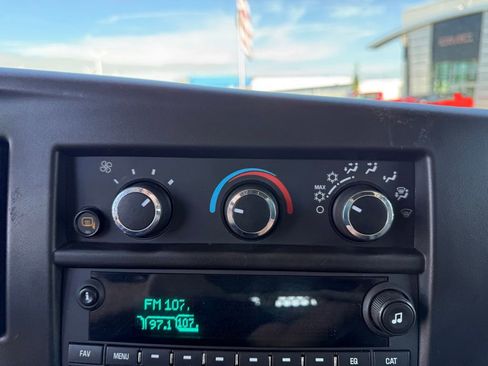 MAX
FM 107.
97.1 107.
FAV MENU EQ CAT